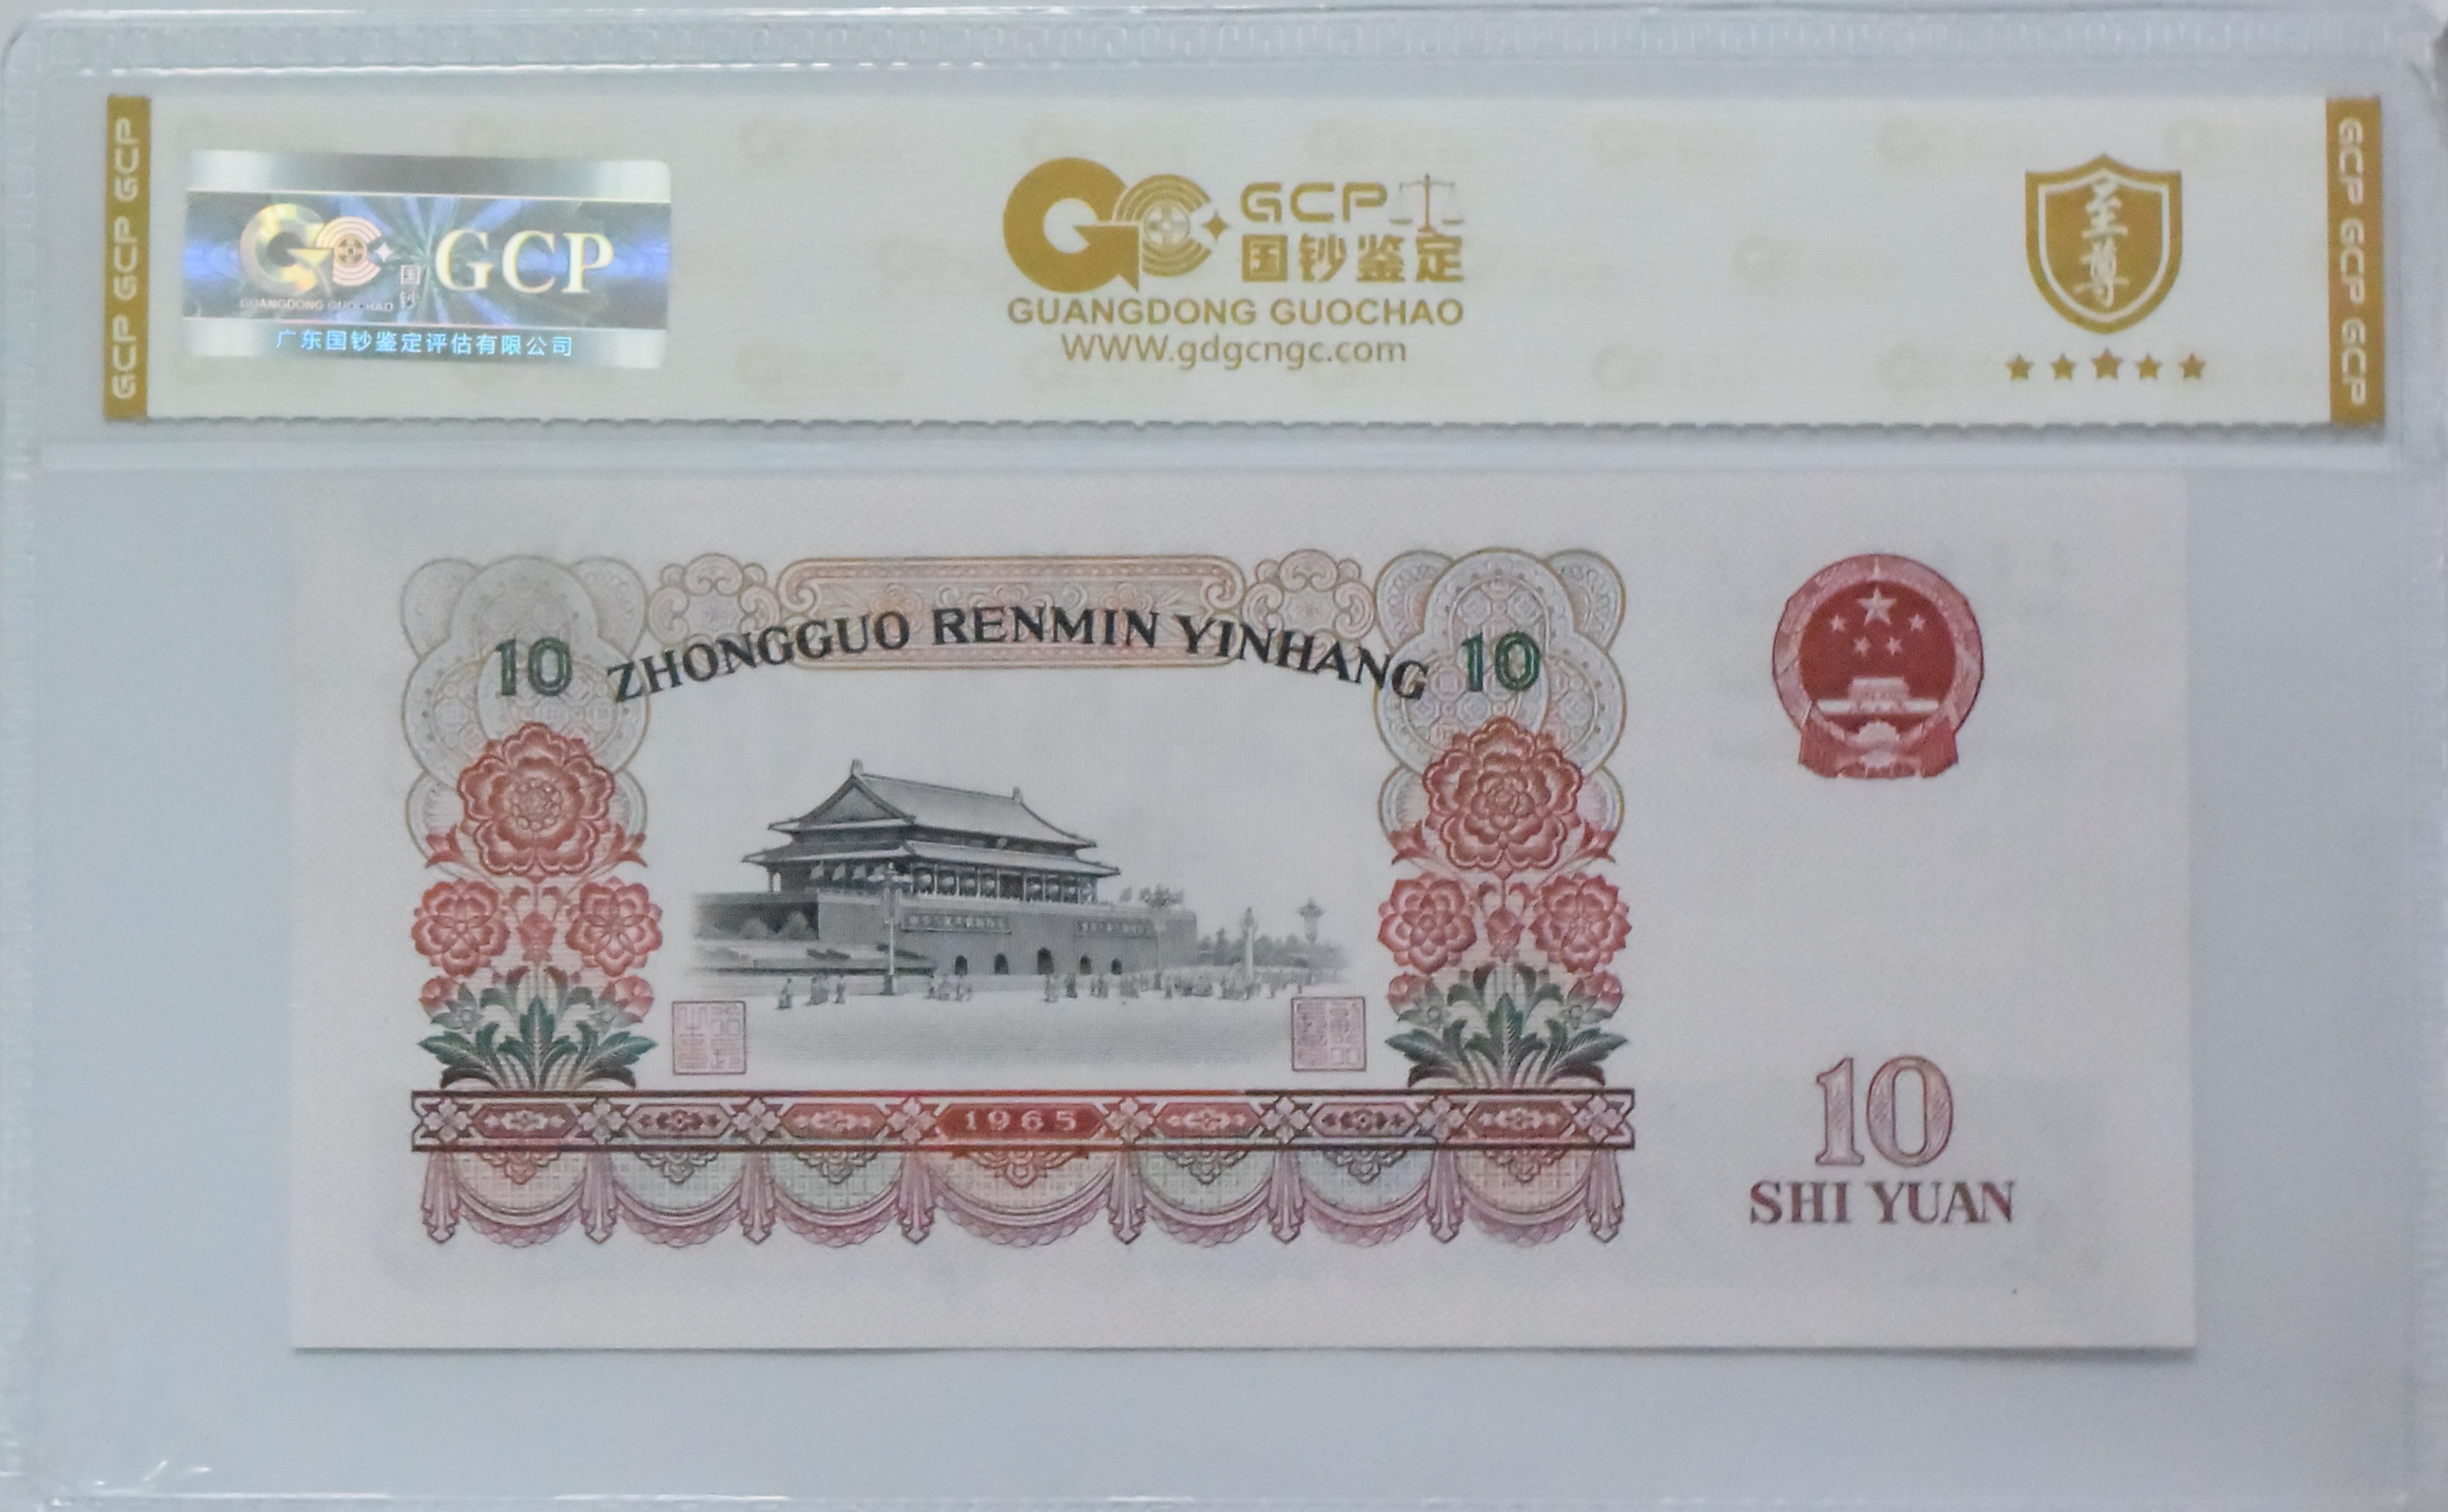 GCP GCP GCP
GCP
GUANGDONG GUOCHAO
国钞
广东国钞鉴定评估有限公司
GCP
国钞鉴定
GUANGDONG GUOCHAO
WWW.gdgcngc.com
至尊
GCP GCP GCP
10 ZHONGGUO RENMIN YINHANG 10
1965
10
SHI YUAN